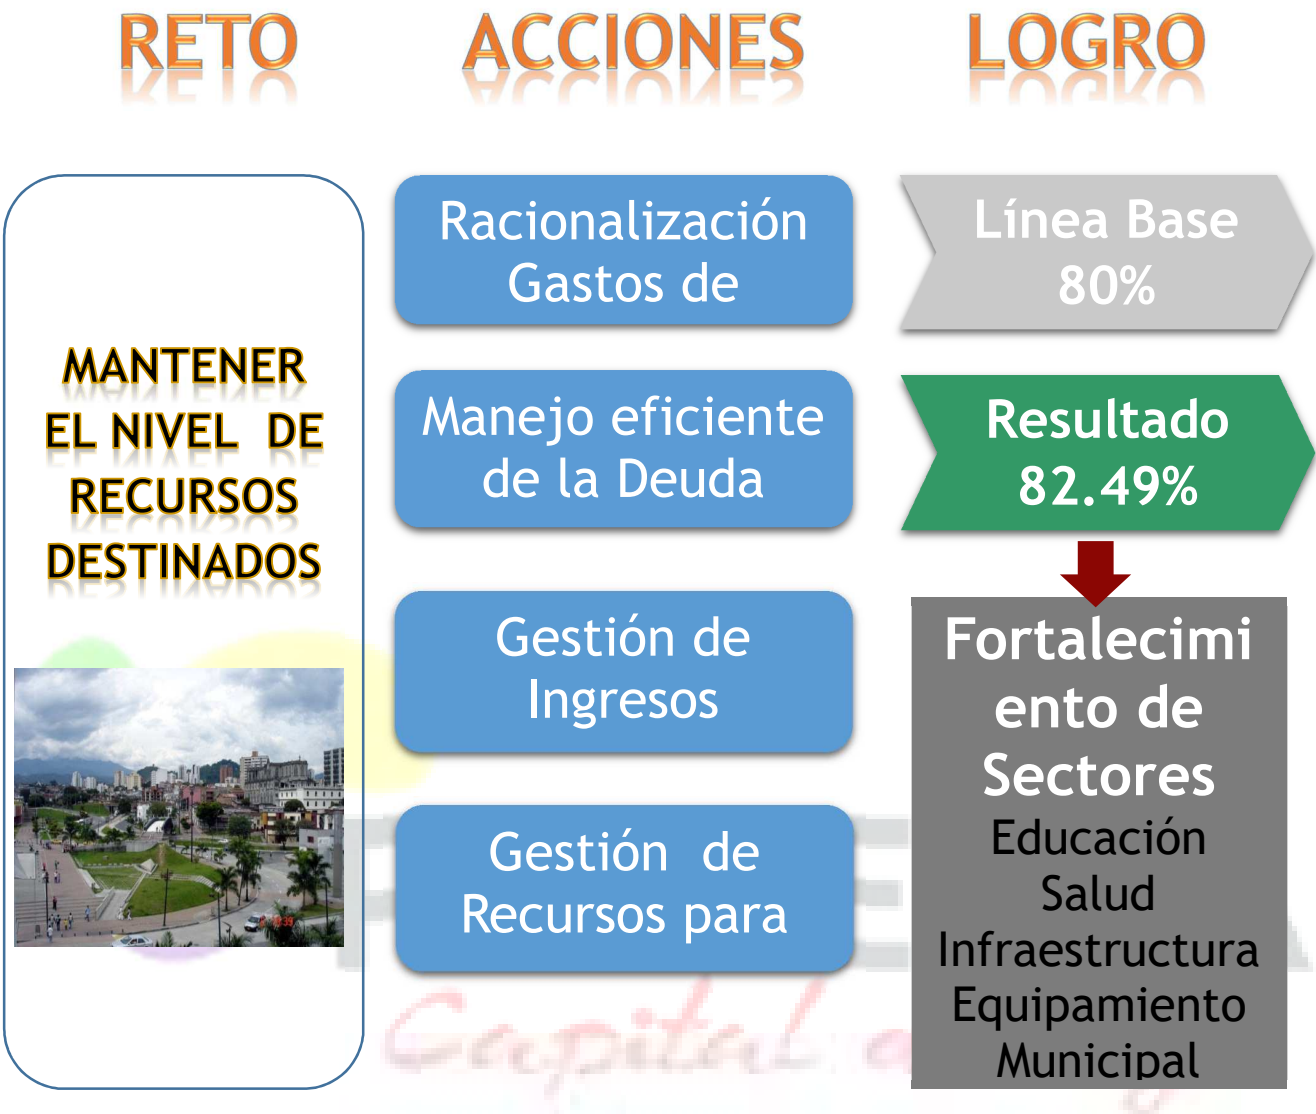 RETO
ACCIONES
LOGRO
MANTENER
EL NIVEL DE
RECURSOS
DESTINADOS
Racionalización
Gastos de
Manejo eficiente
de la Deuda
Gestión de
Ingresos
Gestión de
Recursos para
Línea Base
80%
Resultado
82.49%
Fortalecimi
ento de
Sectores
Educación
Salud
Infraestructura
Equipamiento
Municipal
Capital